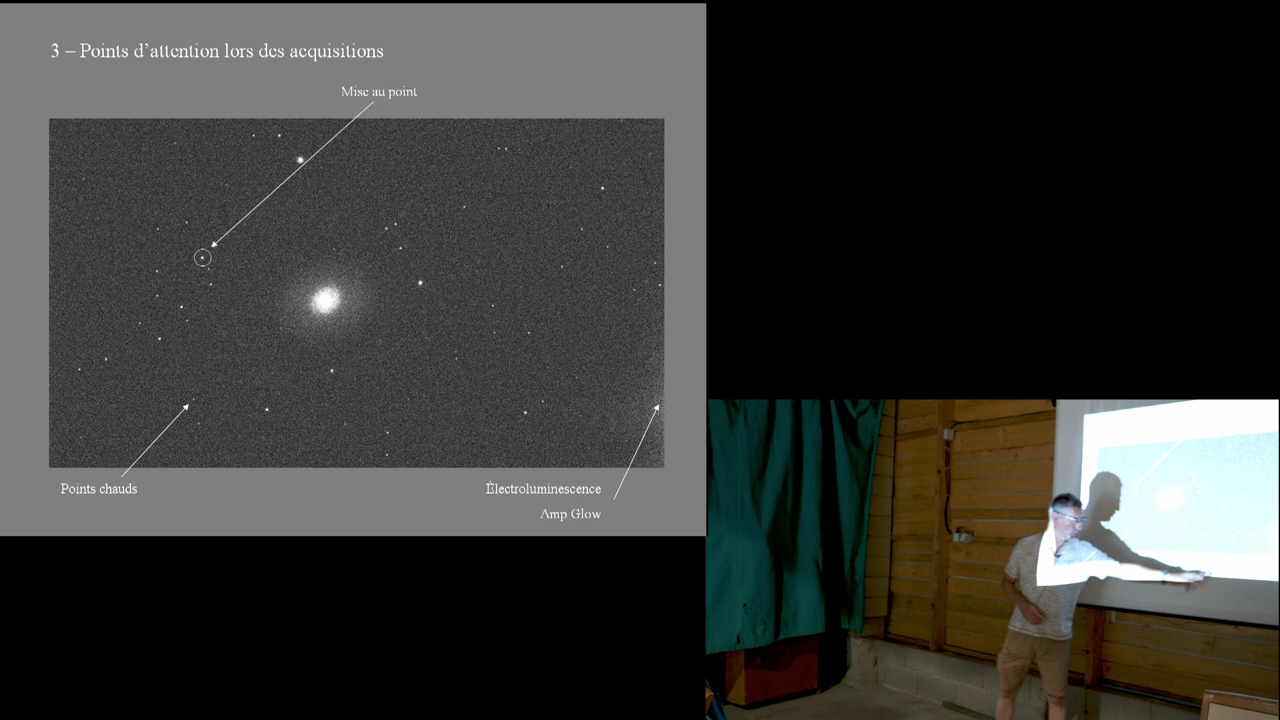 3 – Points d'attention lors des acquisitions
Mise au point
Points chauds
Électroluminescence
Amp Glow